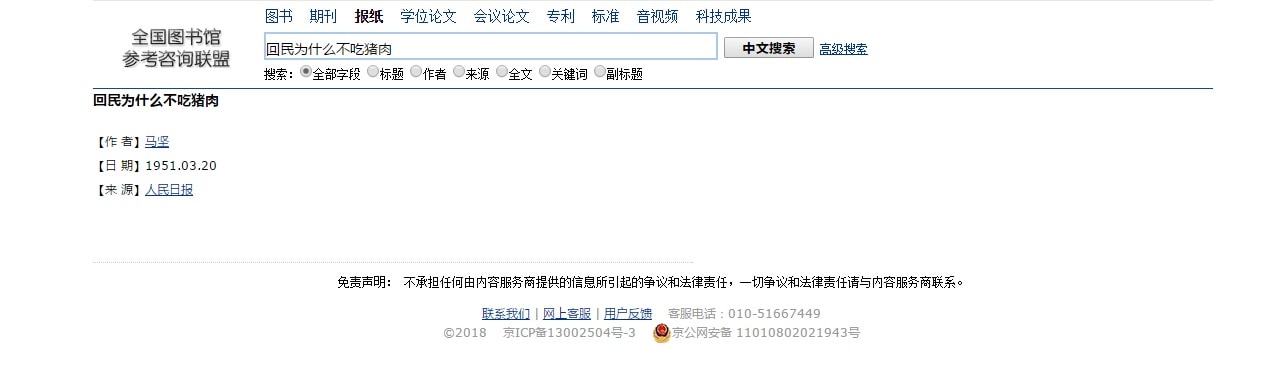 图书 期刊 报纸 学位论文 会议论文 专利 标准 音视频 科技成果
全国图书馆
参考咨询联盟
回民为什么不吃猪肉 中文搜索 高级搜索
搜索: 全部字段 标题 作者 来源 全文 关键词 副标题
回民为什么不吃猪肉
【作 者】马坚
【日 期】1951.03.20
【来 源】人民日报
免责声明: 不承担任何由内容服务商提供的信息所引起的争议和法律责任，一切争议和法律责任请与内容服务商联系。
联系我们 | 网上客服 | 用户反馈 客服电话：010-51667449
©2018 京ICP备13002504号-3 京公网安备 11010802021943号